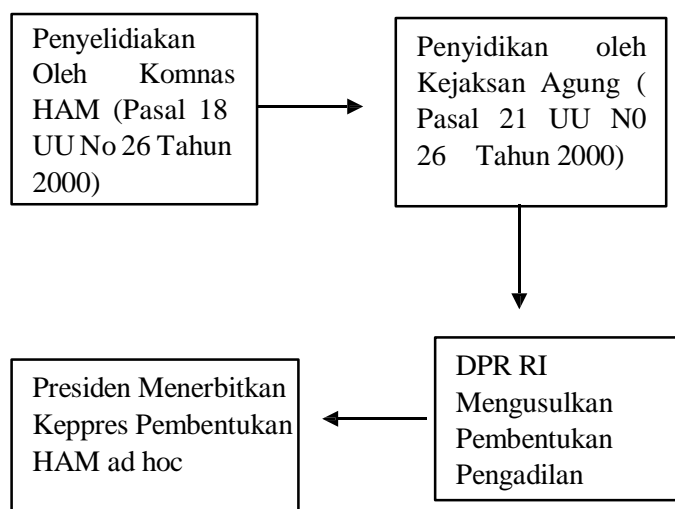 Penyelidiakan
Oleh Komnas
HAM (Pasal 18
UU No 26 Tahun
2000)
Penyidikan oleh
Kejaksan Agung (
Pasal 21 UU N0
26 Tahun 2000)
DPR RI
Mengusulkan
Pembentukan
Pengadilan
Presiden Menerbitkan
Keppres Pembentukan
HAM ad hoc